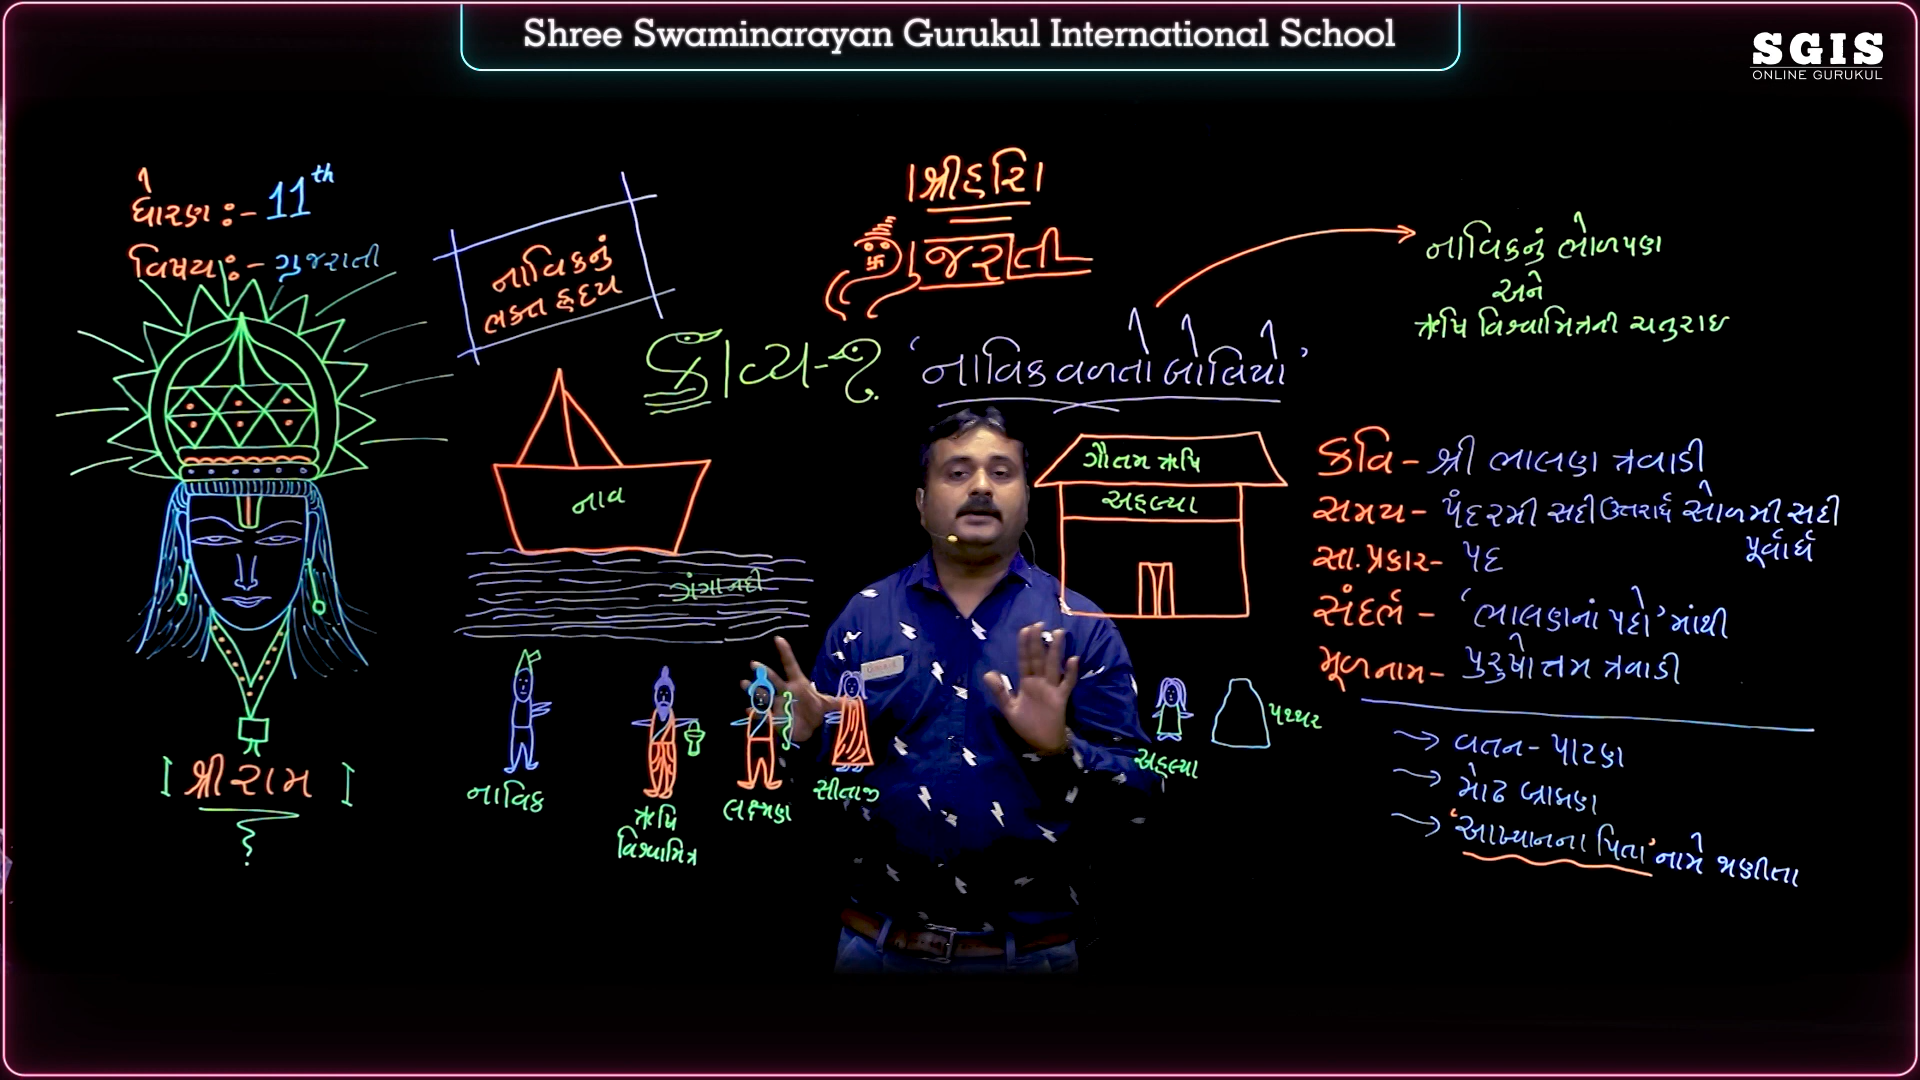 Shree Swaminarayan Gurukul International School
SGIS
ONLINE GURUKUL
ધોરણ :- 11th
વિષય :- ગુજરાતી
નાવિકનું
ભક્ત હૃદય
।શ્રીહરિ।
ગુજરાતી
કાવ્ય-૨ 'નાવિક વળતો બોલિયો'
નાવિકનું ભોળપણ
અને
ઋષિ વિશ્વામિત્રની ચતુરાઇ
નાવ
ગંગા નદી
ગૌતમ ઋષિ
અહલ્યા
કવિ - શ્રી ભાલણ ત્રવાડી
સમય - પંદરમી સદી ઉત્તરાર્ધ સોળમી સદી
પૂર્વાર્ધ
સા. પ્રકાર - પદ
સંદર્ભ - 'ભાલણનાં પદો' માંથી
મૂળ નામ - પુરુષોત્તમ ત્રવાડી
→ વતન - પાટણ
→ મોઢ બ્રાહ્મણ
→ 'આખ્યાનના પિતા' નામે જાણીતા
શ્રી રામ
નાવિક
ઋષિ
વિશ્વામિત્ર
લક્ષ્મણ
સીતાજી
અહલ્યા
પથ્થર